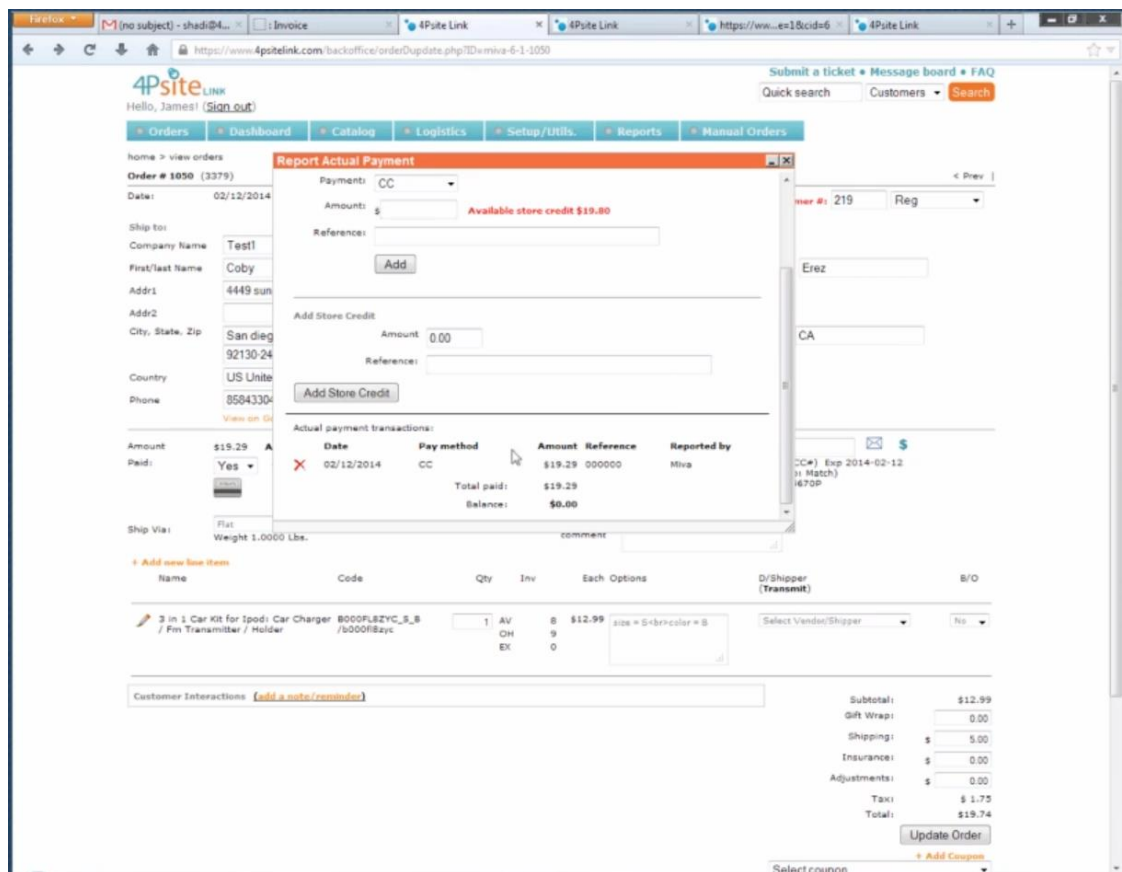 Firefox
(no subject) - shadi@4...
: Invoice
4Psite Link
4Psite Link
https://ww...e=1&cid=6
4Psite Link
https://www.4psitelink.com/backoffice/orderDupdate.php?ID=miva-6-1-1050
4Psite LINK
Submit a ticket • Message board • FAQ
Quick search Customers Search
Hello, James! (Sign out)
Orders Dashboard Catalog Logistics Setup/Utils. Reports Manual Orders
home > view orders
Order # 1050 (3379) < Prev |
Date: 02/12/2014 mer #: 219 Reg
Ship to:
Company Name Test1
First/last Name Coby Erez
Addr1 4449 sun
Addr2
City, State, Zip San dieg CA
92130-24
Country US Unite
Phone 85843304
View on Go
Amount $19.29 A
Paid: Yes
CC#) Exp 2014-02-12
: Match)
670P
Ship Via: Flat
Weight 1.0000 Lbs.
comment
Report Actual Payment
Payment: CC
Amount: $ Available store credit $19.80
Reference:
Add
Add Store Credit
Amount 0.00
Reference:
Add Store Credit
Actual payment transactions:
Date Pay method Amount Reference Reported by
02/12/2014 CC $19.29 000000 Miva
Total paid: $19.29
Balance: $0.00
+ Add new line item
Name Code Qty Inv Each Options D/Shipper B/O
(Transmit)
3 in 1 Car Kit for Ipod: Car Charger B000FL8ZYC_S_B 1 AV 8 $12.99 size = S<br>color = B Select Vendor/Shipper No
/ Fm Transmitter / Holder /b000fl8zyc OH 9
EX 0
Customer Interactions (add a note/reminder)
Subtotal: $12.99
Gift Wrap: 0.00
Shipping: $ 5.00
Insurance: $ 0.00
Adjustments: $ 0.00
Tax: $ 1.75
Total: $19.74
Update Order
+ Add Coupon
Select coupon